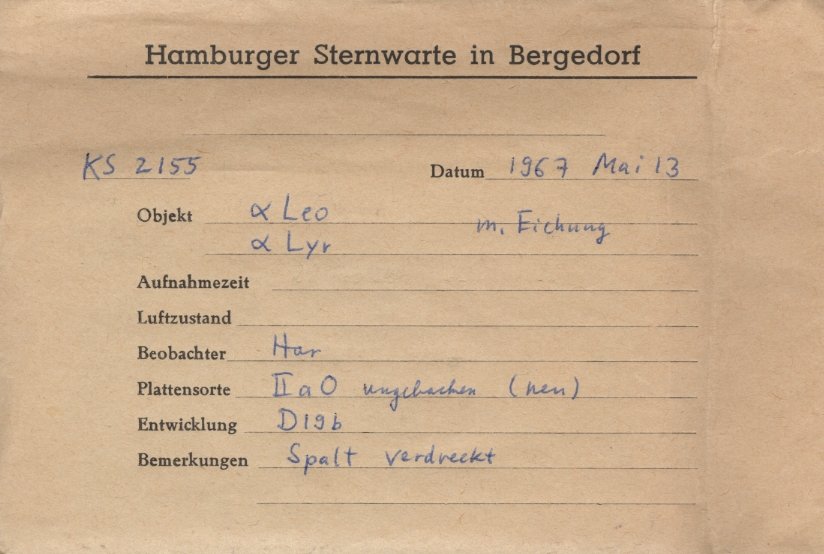 Hamburger Sternwarte in Bergedorf
KS 2155 Datum 1967 Mai 13
Objekt α Leo m. Eichung
α Lyr
Aufnahmezeit
Luftzustand
Beobachter Har
Plattensorte IIaO ungebacken (neu)
Entwicklung D19b
Bemerkungen Spalt verdreckt